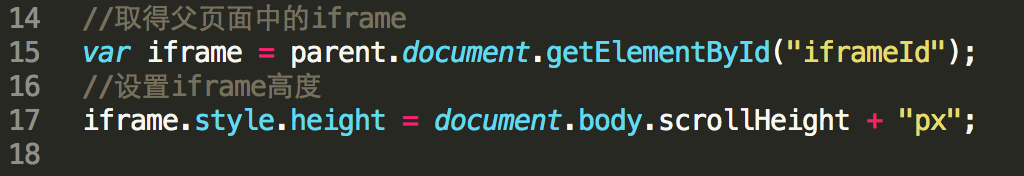 14 //取得父页面中的iframe
15 var iframe = parent.document.getElementById("iframeId");
16 //设置iframe高度
17 iframe.style.height = document.body.scrollHeight + "px";
18